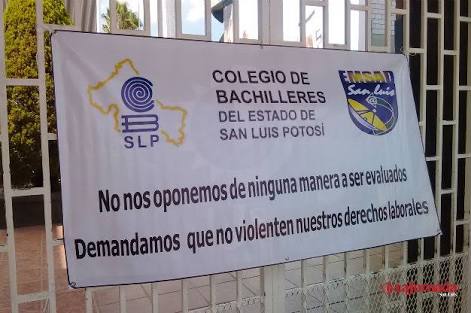 COLEGIO DE
BACHILLERES
DEL ESTADO DE
SAN LUIS POTOSÍ
SLP
EMSAD
San Luis
No nos oponemos de ninguna manera a ser evaluados
Demandamos que no violenten nuestros derechos laborales